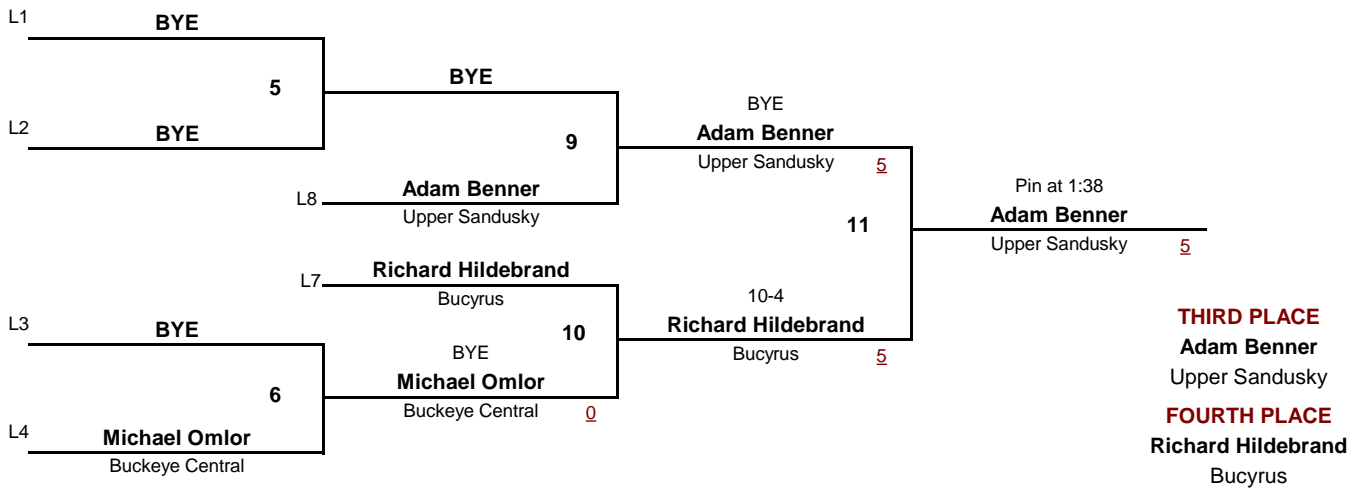 L1
BYE
5
BYE
L2
BYE
9
BYE
Adam Benner
Upper Sandusky
5
L8
Adam Benner
Upper Sandusky
11
Pin at 1:38
Adam Benner
Upper Sandusky
5
L7
Richard Hildebrand
Bucyrus
10
10-4
Richard Hildebrand
Bucyrus
5
L3
BYE
6
BYE
Michael Omlor
Buckeye Central
0
L4
Michael Omlor
Buckeye Central
THIRD PLACE
Adam Benner
Upper Sandusky
FOURTH PLACE
Richard Hildebrand
Bucyrus